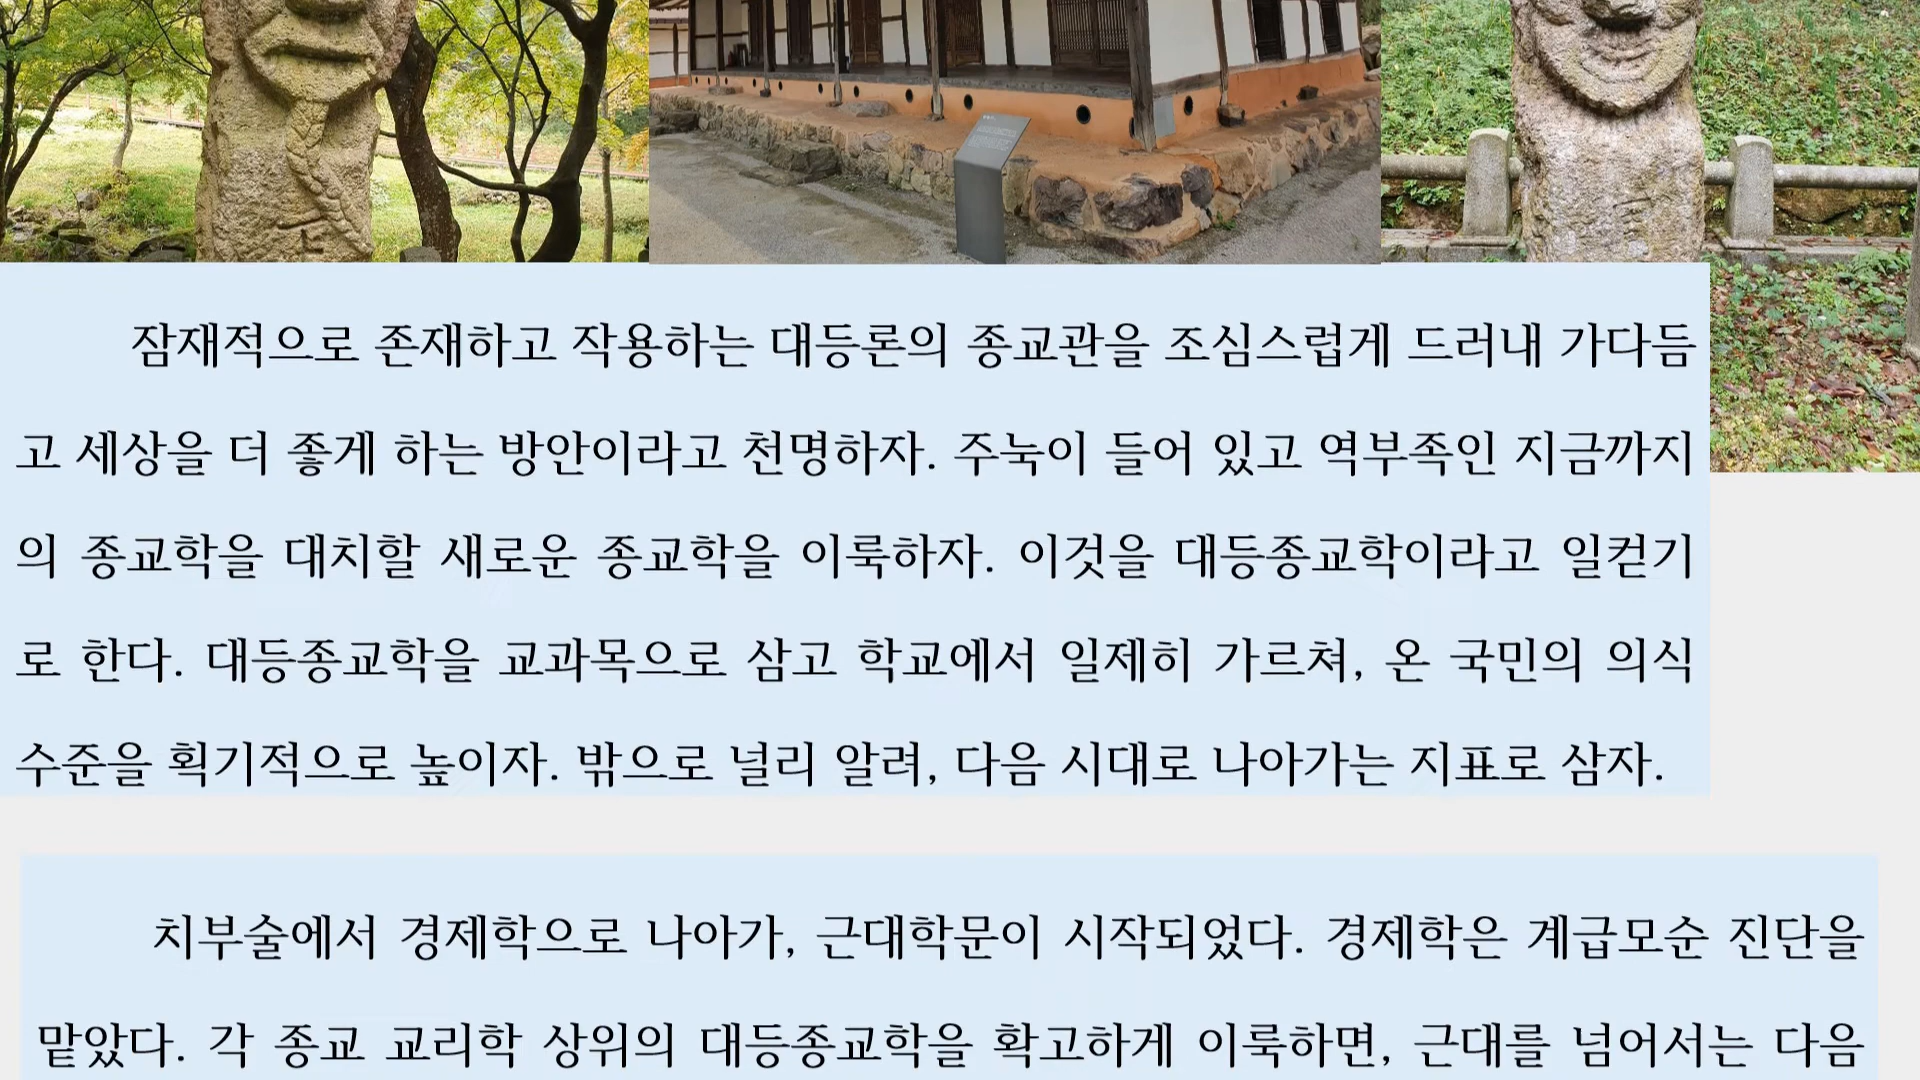 잠재적으로 존재하고 작용하는 대등론의 종교관을 조심스럽게 드러내 가다듬
고 세상을 더 좋게 하는 방안이라고 천명하자. 주눅이 들어 있고 역부족인 지금까지
의 종교학을 대치할 새로운 종교학을 이룩하자. 이것을 대등종교학이라고 일컫기
로 한다. 대등종교학을 교과목으로 삼고 학교에서 일제히 가르쳐, 온 국민의 의식
수준을 획기적으로 높이자. 밖으로 널리 알려, 다음 시대로 나아가는 지표로 삼자.
치부술에서 경제학으로 나아가, 근대학문이 시작되었다. 경제학은 계급모순 진단을
맡았다. 각 종교 교리학 상위의 대등종교학을 확고하게 이룩하면, 근대를 넘어서는 다음